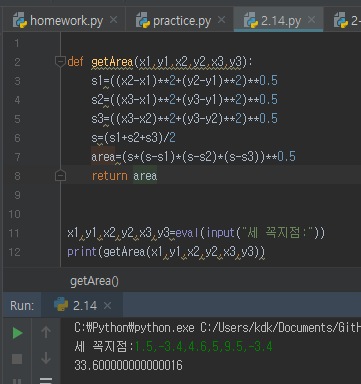 homework.py × practice.py × 2.14.py × 2-
1
2 def getArea(x1,y1,x2,y2,x3,y3):
3 s1=((x2-x1)**2+(y2-y1)**2)**0.5
4 s2=((x3-x1)**2+(y3-y1)**2)**0.5
5 s3=((x3-x2)**2+(y3-y2)**2)**0.5
6 s=(s1+s2+s3)/2
7 area=(s*(s-s1)*(s-s2)*(s-s3))**0.5
8 return area
9
10
11 x1,y1,x2,y2,x3,y3=eval(input("세 꼭지점:"))
12 print(getArea(x1,y1,x2,y2,x3,y3))
getArea()
Run: 2.14 ×
C:₩Python₩python.exe C:/Users/kdk/Documents/GitH
세 꼭지점:1.5,-3.4,4.6,5,9.5,-3.4
33.600000000000016